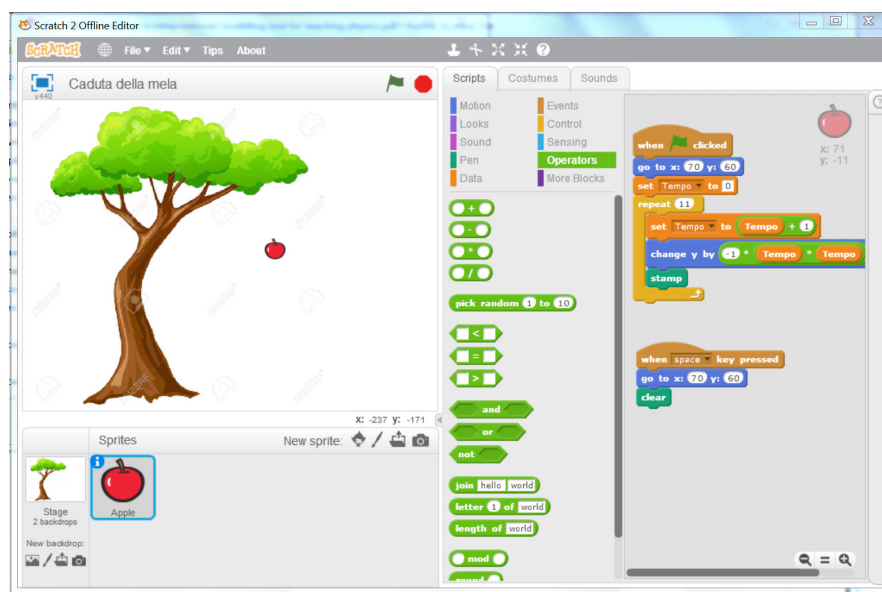 Scratch 2 Offline Editor
SCRATCH File Edit Tips About
v440
Caduta della mela
x: -237 y: -171
Sprites New sprite:
Stage
2 backdrops
New backdrop:
Apple
Scripts Costumes Sounds
Motion Events
Looks Control
Sound Sensing
Pen Operators
Data More Blocks
+
-
*
/
pick random 1 to 10
<
=
>
and
or
not
join hello world
letter 1 of world
length of world
mod
x: 71
y: -11
when clicked
go to x: 70 y: 60
set Tempo to 0
repeat 11
set Tempo to Tempo + 1
change y by -1 * Tempo * Tempo
stamp
when space key pressed
go to x: 70 y: 60
clear